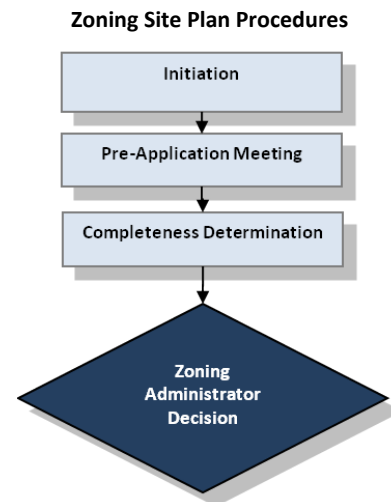 Zoning Site Plan Procedures
Initiation
Pre-Application Meeting
Completeness Determination
Zoning
Administrator
Decision